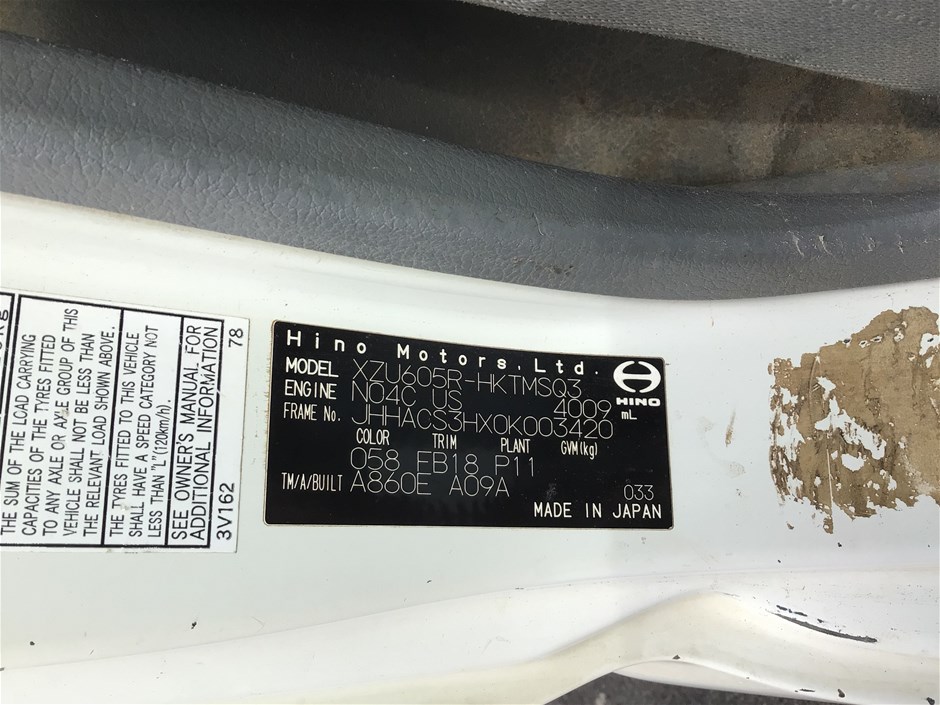 THE SUM OF THE LOAD CARRYING
CAPACITIES OF THE TYRES FITTED
TO ANY AXLE OR AXLE GROUP OF THIS
VEHICLE SHALL NOT BE LESS THAN
THE RELEVANT LOAD SHOWN ABOVE.
THE TYRES FITTED TO THIS VEHICLE
SHALL HAVE A SPEED CATEGORY NOT
LESS THAN "L" (120km/h).
SEE OWNER'S MANUAL FOR
ADDITIONAL INFORMATION
3V162 78
Hino Motors,Ltd.
MODEL XZU605R-HKTMSQ3
ENGINE N04C US 4009 mL
HINO
FRAME No. JHHACS3HX0K003420
COLOR TRIM PLANT GVM(kg)
058 FB18 P11
TM/A/BUILT A860E A09A 033
MADE IN JAPAN